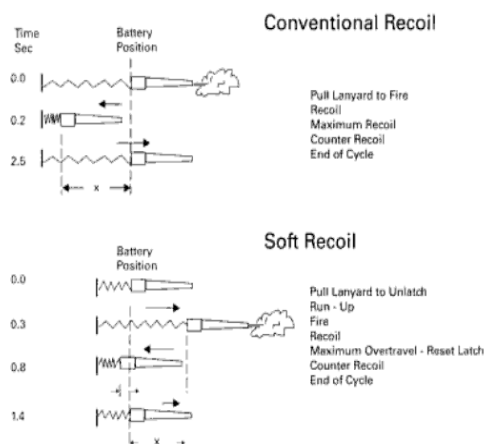 Conventional Recoil
Time
Sec
Battery
Position
0.0
0.2
2.5
x
Pull Lanyard to Fire
Recoil
Maximum Recoil
Counter Recoil
End of Cycle
Soft Recoil
Battery
Position
0.0
0.3
0.8
1.4
x
Pull Lanyard to Unlatch
Run - Up
Fire
Recoil
Maximum Overtravel - Reset Latch
Counter Recoil
End of Cycle